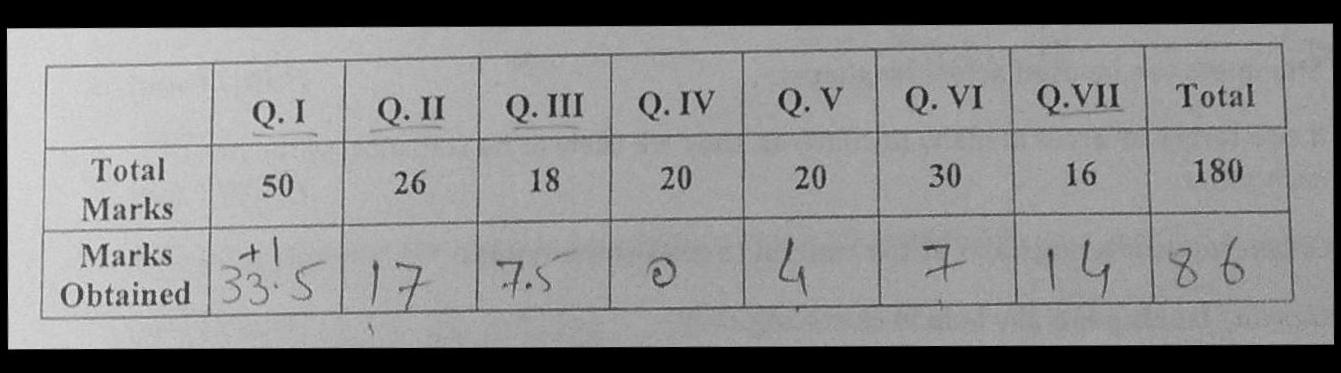 Q. I Q. II Q. III Q. IV Q. V Q. VI Q.VII Total
Total Marks 50 26 18 20 20 30 16 180
Marks Obtained +1 33.5 17 7.5 0 4 7 14 86